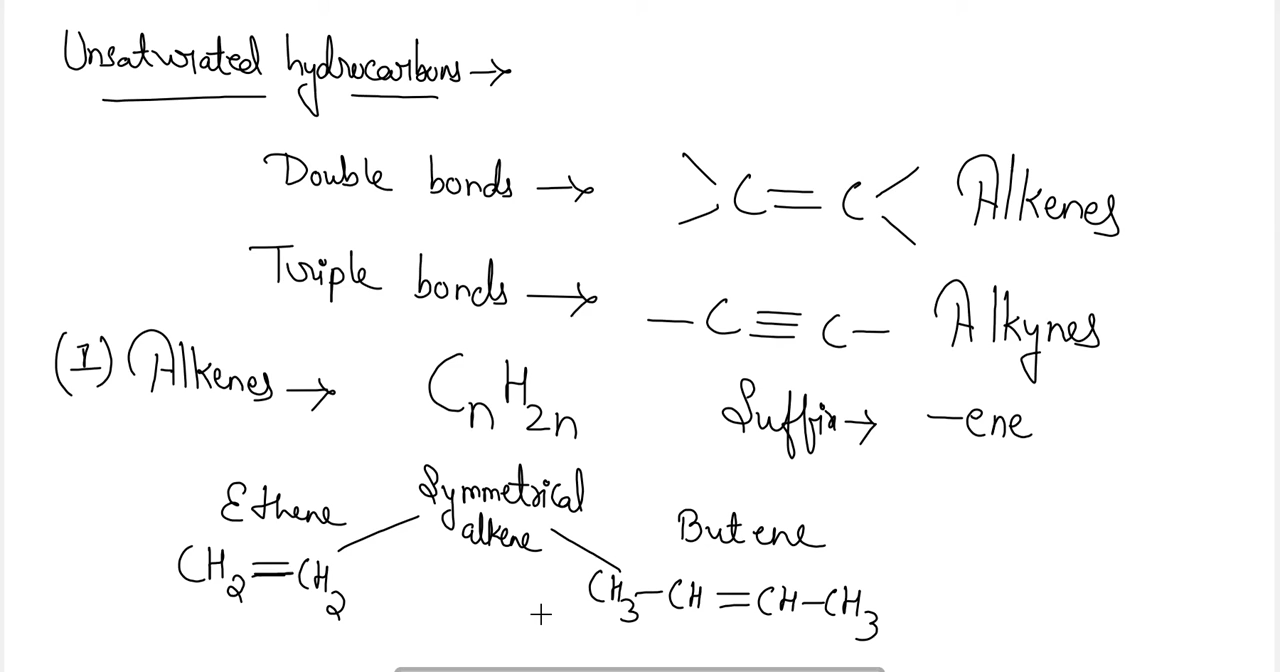 Unsaturated hydrocarbons →
Double bonds → >C=C< Alkenes
Triple bonds → –C≡C– Alkynes
(I) Alkenes → CnH2n
Suffix → –ene
Ethene Symmetrical alkene Butene
CH2=CH2 + CH3–CH=CH–CH3